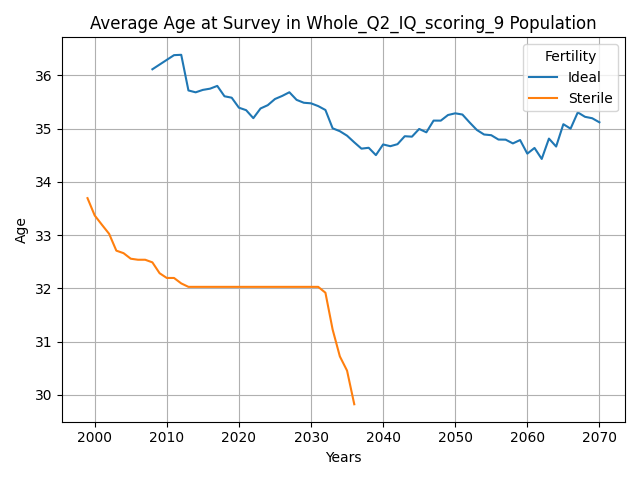 Average Age at Survey in Whole_Q2_IQ_scoring_9 Population
Fertility
Ideal
Sterile
Age
36
35
34
33
32
31
30
2000
2010
2020
2030
2040
2050
2060
2070
Years